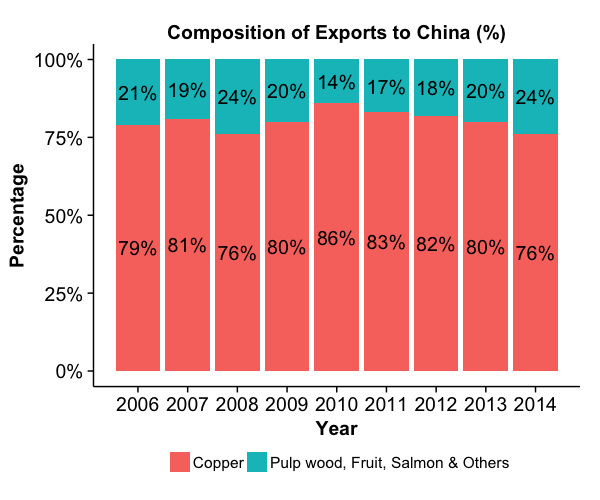 Composition of Exports to China (%)
100%
75%
50%
25%
0%
Percentage
21% 19% 24% 20% 14% 17% 18% 20% 24%
79% 81% 76% 80% 86% 83% 82% 80% 76%
2006 2007 2008 2009 2010 2011 2012 2013 2014
Year
Copper Pulp wood, Fruit, Salmon & Others